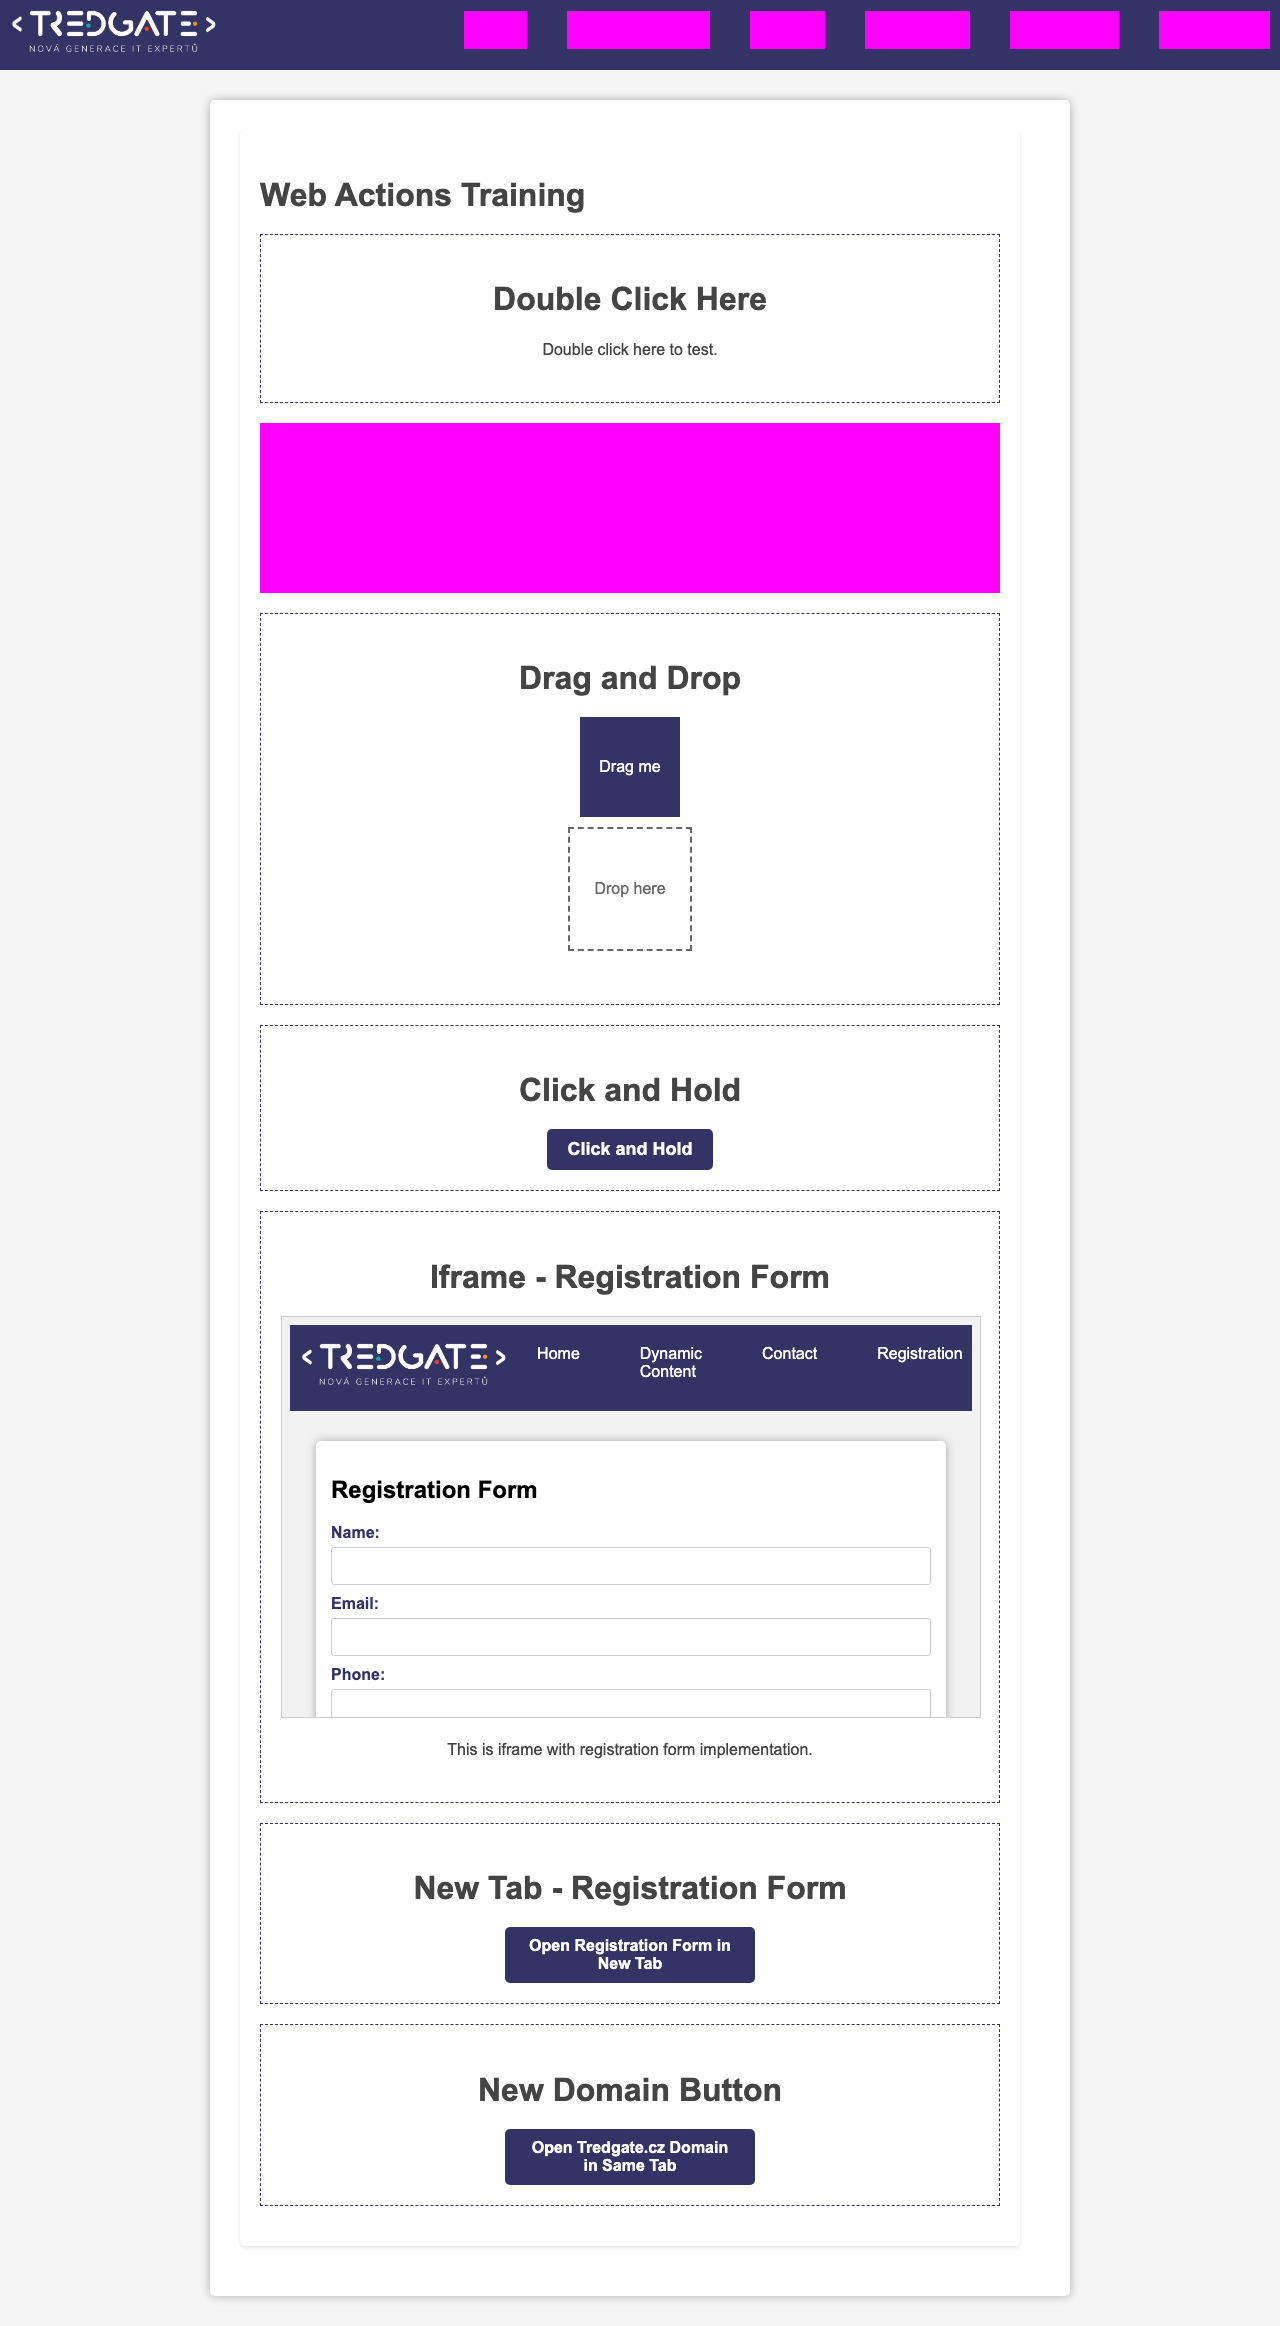 TREDGATE
NOVÁ GENERACE IT EXPERTŮ
Web Actions Training
Double Click Here
Double click here to test.
Drag and Drop
Drag me
Drop here
Click and Hold
Click and Hold
Iframe - Registration Form
TREDGATE
NOVÁ GENERACE IT EXPERTŮ
Home
Dynamic
Content
Contact
Registration
Registration Form
Name:
Email:
Phone:
This is iframe with registration form implementation.
New Tab - Registration Form
Open Registration Form in
New Tab
New Domain Button
Open Tredgate.cz Domain
in Same Tab